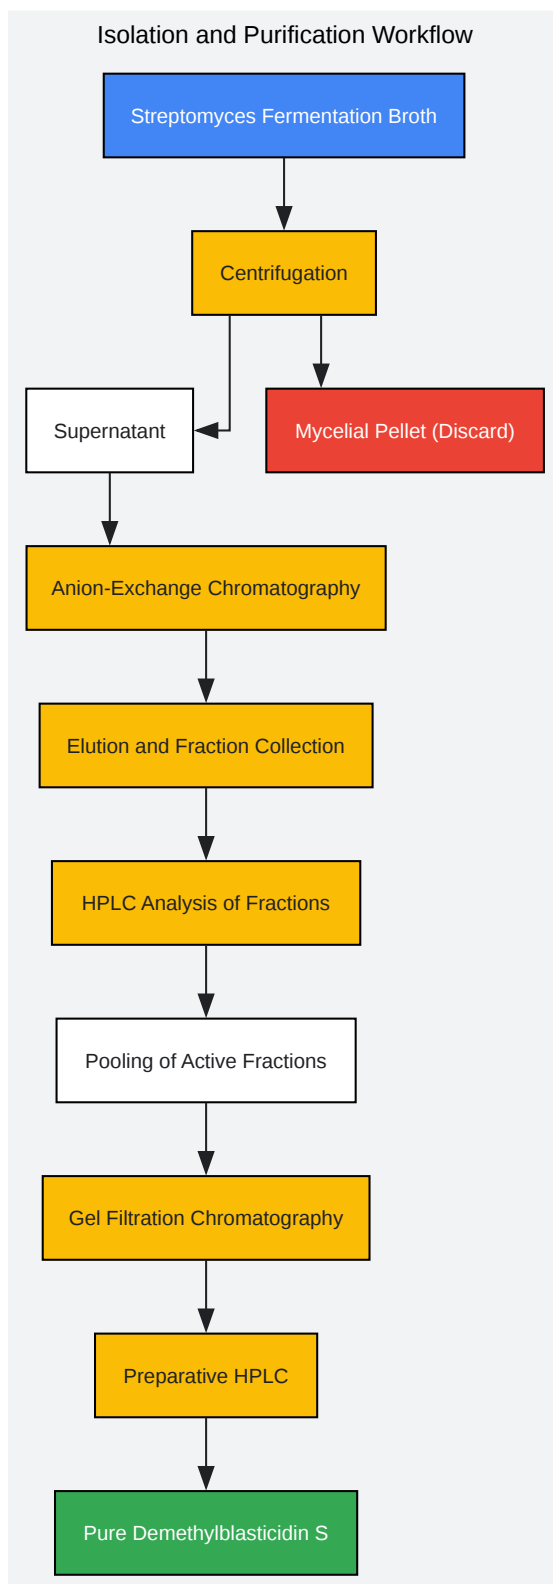 Isolation and Purification Workflow
Streptomyces Fermentation Broth
Centrifugation
Supernatant
Mycelial Pellet (Discard)
Anion-Exchange Chromatography
Elution and Fraction Collection
HPLC Analysis of Fractions
Pooling of Active Fractions
Gel Filtration Chromatography
Preparative HPLC
Pure Demethylblasticidin S